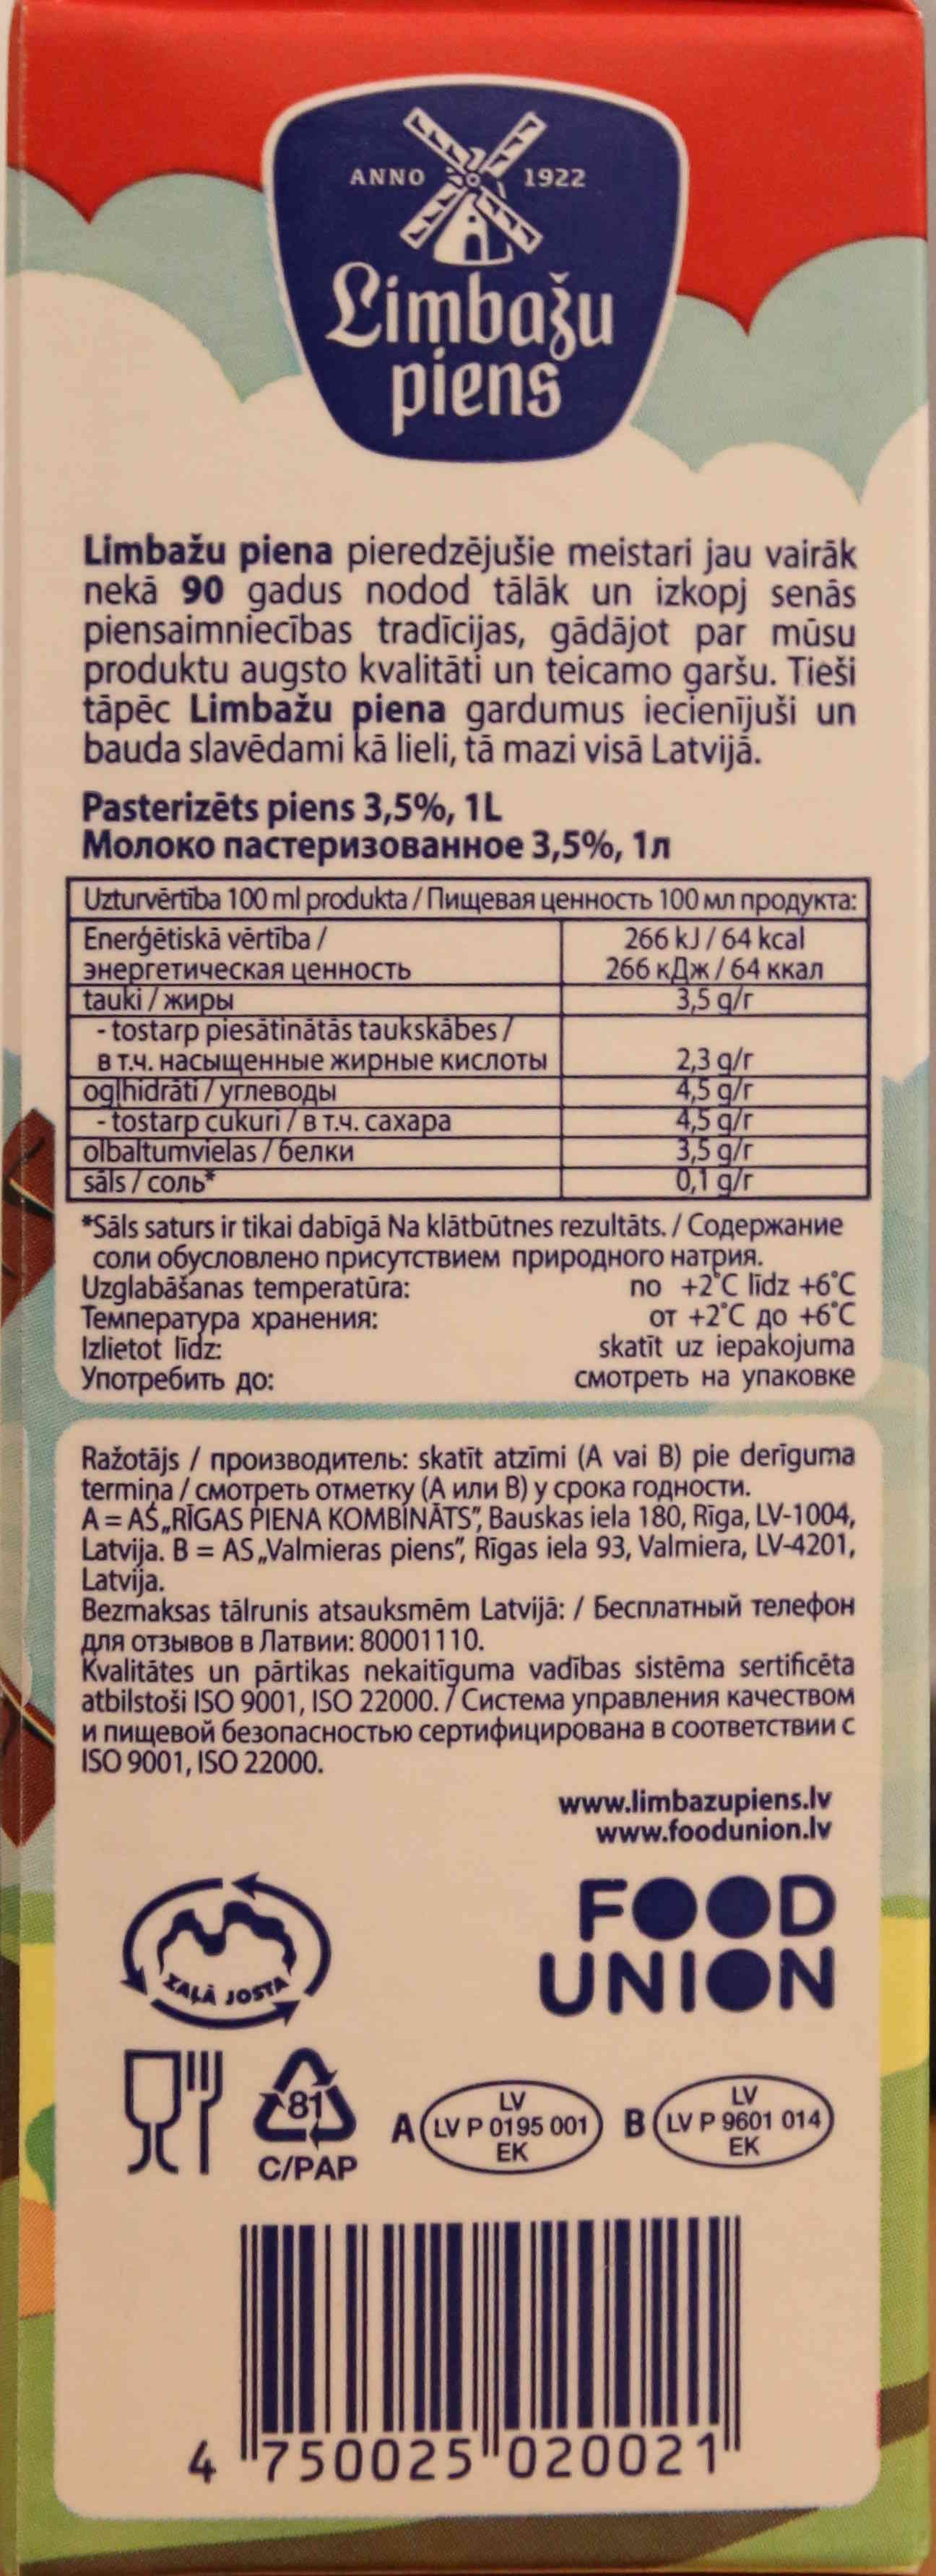 ANNO 1922
Limbažu
piens
Limbažu piena pieredzējušie meistari jau vairāk
nekā 90 gadus nodod tālāk un izkopj senās
piensaimniecības tradīcijas, gādājot par mūsu
produktu augsto kvalitāti un teicamo garšu. Tieši
tāpēc Limbažu piena gardumus iecienījuši un
bauda slavēdami kā lieli, tā mazi visā Latvijā.
Pasterizēts piens 3,5%, 1L
Молоко пастеризованное 3,5%, 1л
Uzturvērtība 100 ml produkta / Пищевая ценность 100 мл продукта:
Enerģētiskā vērtība / 266 kJ / 64 kcal
энергетическая ценность 266 кДж / 64 ккал
tauki / жиры 3,5 g/г
- tostarp piesātinātās taukskābes /
в т.ч. насыщенные жирные кислоты 2,3 g/г
ogļhidrāti / углеводы 4,5 g/г
- tostarp cukuri / в т.ч. сахара 4,5 g/г
olbaltumvielas / белки 3,5 g/г
sāls / соль* 0,1 g/г
*Sāls saturs ir tikai dabīgā Na klātbūtnes rezultāts. / Содержание
соли обусловлено присутствием природного натрия.
Uzglabāšanas temperatūra: no +2°C līdz +6°C
Температура хранения: от +2°C до +6°C
Izlietot līdz: skatīt uz iepakojuma
Употребить до: смотреть на упаковке
Ražotājs / производитель: skatīt atzīmi (A vai B) pie derīguma
termiņa / смотреть отметку (А или В) у срока годности.
A = AS „RĪGAS PIENA KOMBINĀTS”, Bauskas iela 180, Rīga, LV-1004,
Latvija. B = AS „Valmieras piens”, Rīgas iela 93, Valmiera, LV-4201,
Latvija.
Bezmaksas tālrunis atsauksmēm Latvijā: / Бесплатный телефон
для отзывов в Латвии: 80001110.
Kvalitātes un pārtikas nekaitīguma vadības sistēma sertificēta
atbilstoši ISO 9001, ISO 22000. / Система управления качеством
и пищевой безопасностью сертифицирована в соответствии с
ISO 9001, ISO 22000.
www.limbazupiens.lv
www.foodunion.lv
ZAĻĀ JOSTA
FOOD
UNION
81
C/PAP
A LV
LV P 0195 001
EK
B LV
LV P 9601 014
EK
4 750025 020021